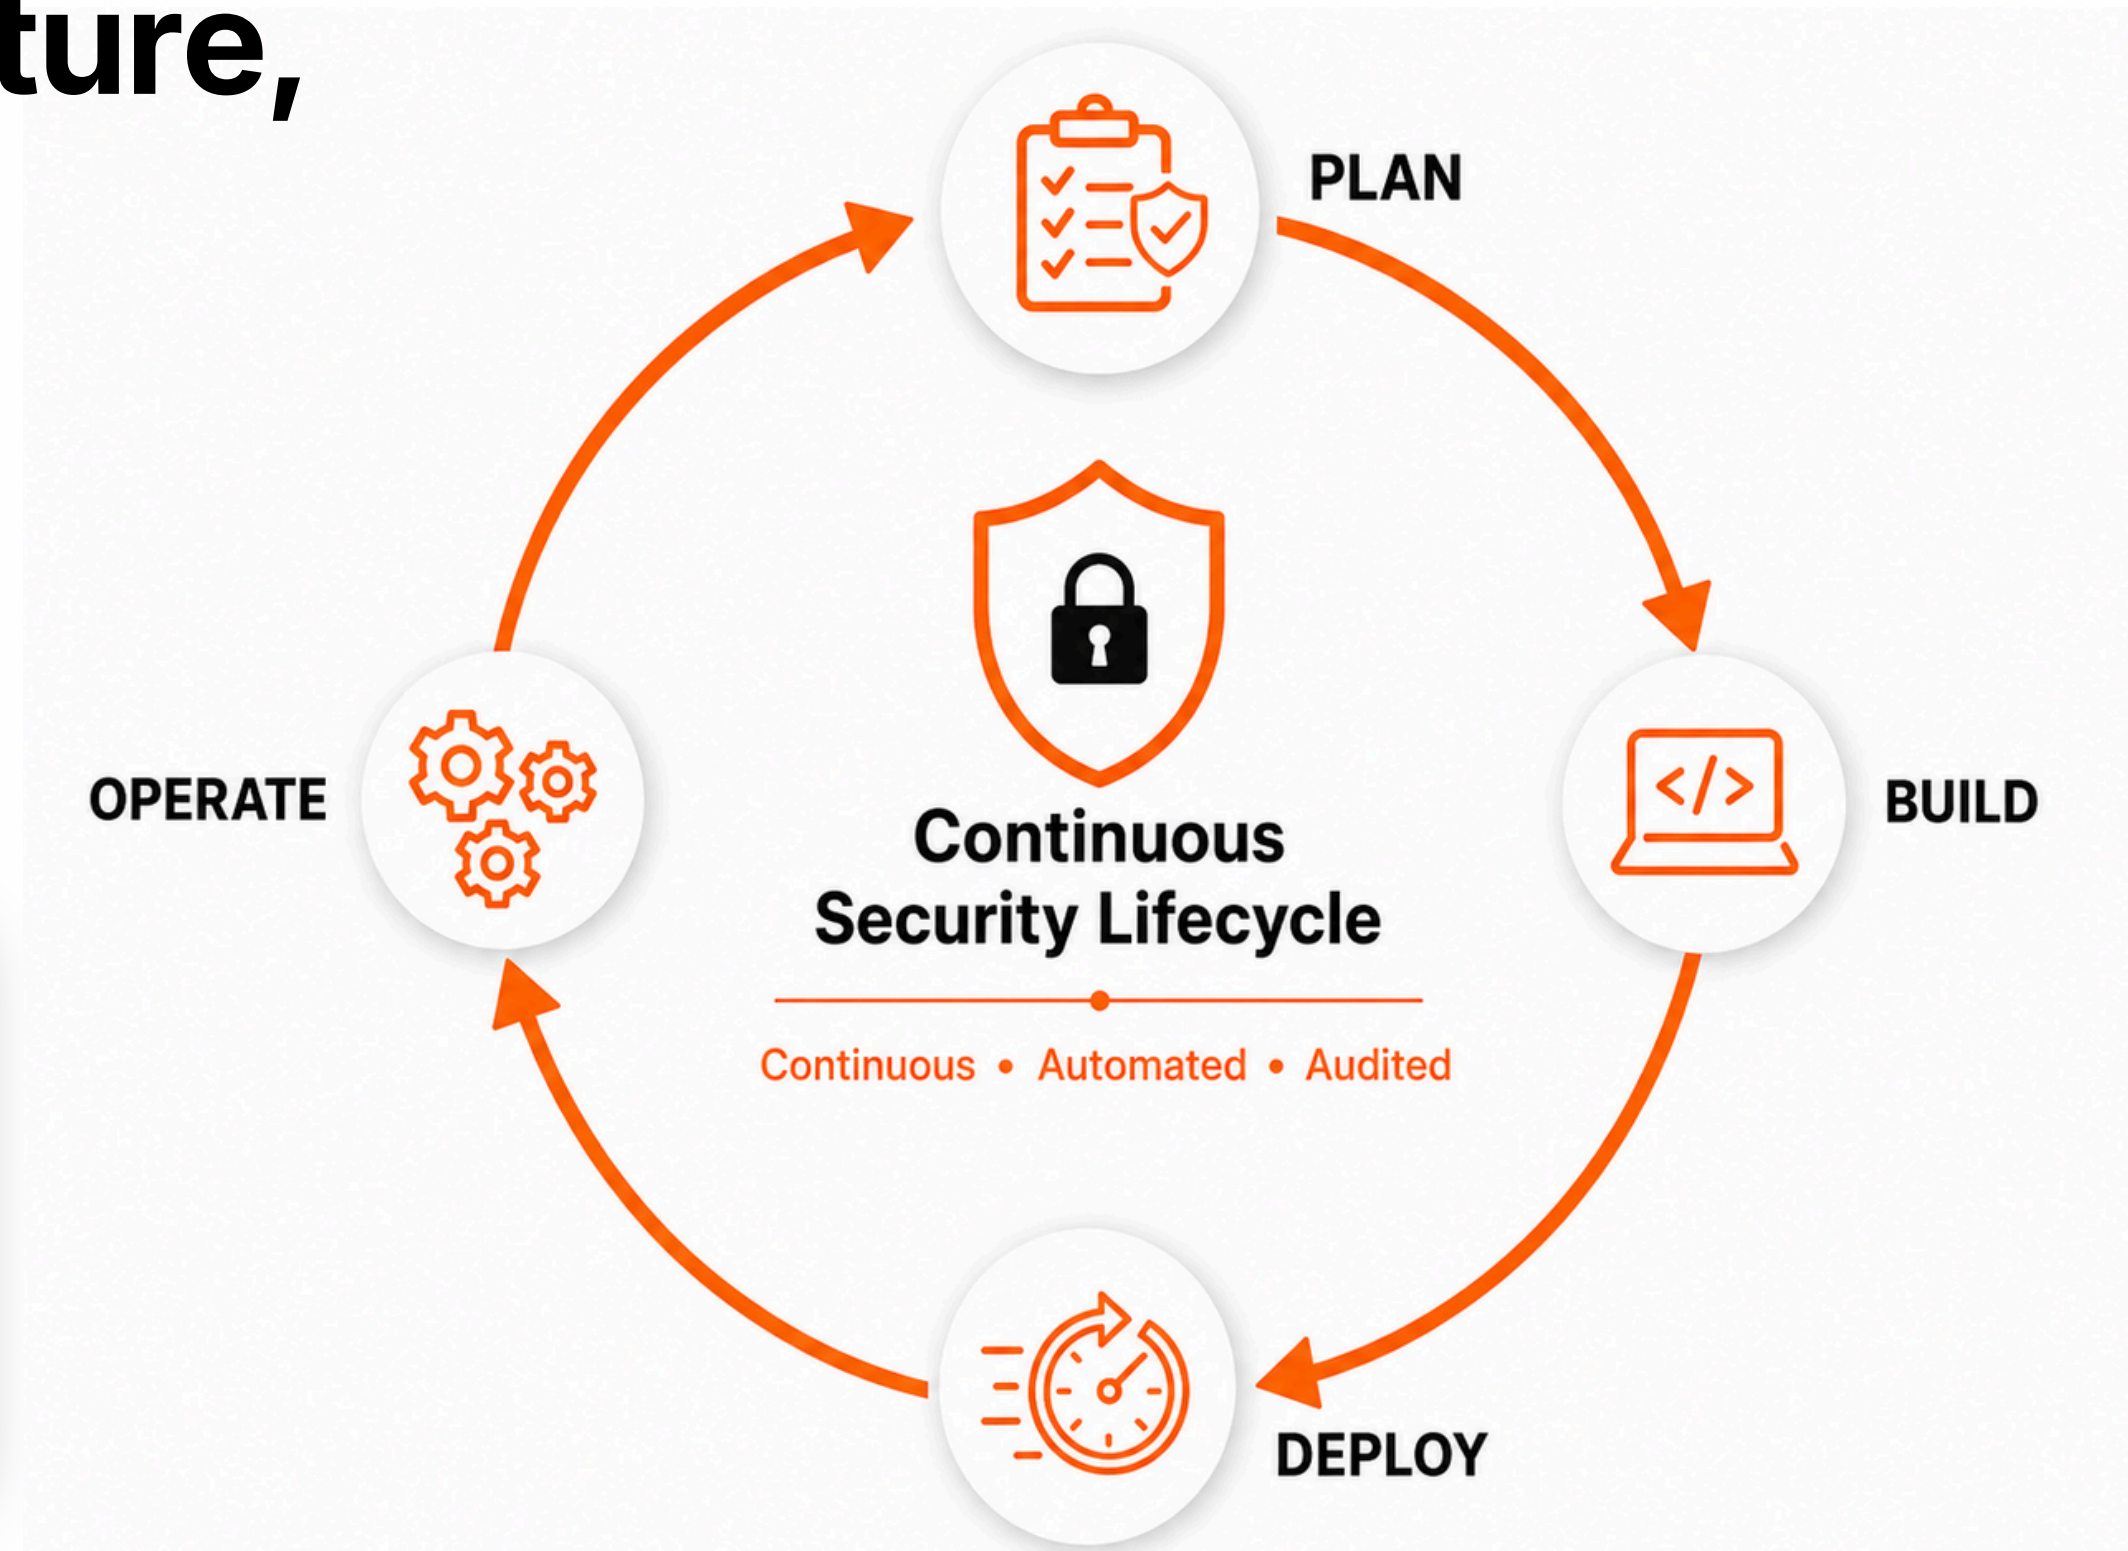 ture,
PLAN
OPERATE
BUILD
Continuous
Security Lifecycle
Continuous • Automated • Audited
DEPLOY